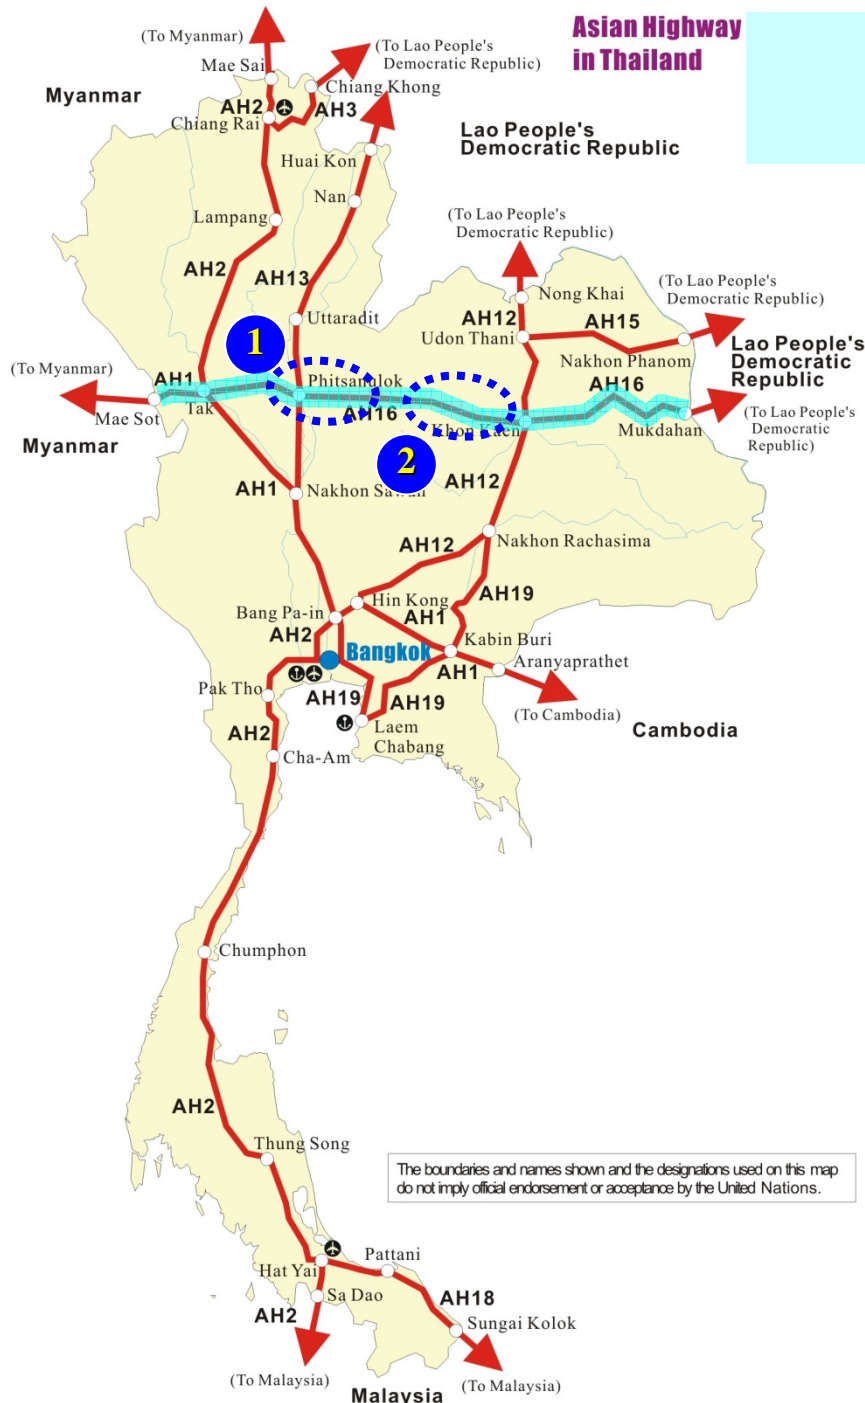 Asian Highway
in Thailand
(To Myanmar)
(To Lao People's
Democratic Republic)
Mae Sai
Chiang Khong
Myanmar
AH2
AH3
Chiang Rai
Lao People's
Democratic Republic
Huai Kon
Nan
(To Lao People's
Democratic Republic)
Lampang
AH2
AH13
(To Lao People's
Democratic Republic)
Nong Khai
AH12
AH15
Uttaradit
Udon Thani
Nakhon Phanom
Lao People's
Democratic
Republic
1
(To Myanmar)
AH1
Phitsanulok
AH16
Mae Sot
Tak
AH16
Khon Kaen
Mukdahan
(To Lao People's
Democratic
Republic)
Myanmar
2
AH1
Nakhon Sawan
AH12
AH12
Nakhon Rachasima
AH19
Hin Kong
Bang Pa-in
AH1
AH2
Kabin Buri
Bangkok
AH1
Aranyaprathet
Pak Tho
AH19
AH19
(To Cambodia)
Laem
Chabang
Cambodia
AH2
Cha-Am
Chumphon
AH2
Thung Song
The boundaries and names shown and the designations used on this map
do not imply official endorsement or acceptance by the United Nations.
Pattani
Hat Yai
Sa Dao
AH18
AH2
Sungai Kolok
(To Malaysia)
(To Malaysia)
Malaysia